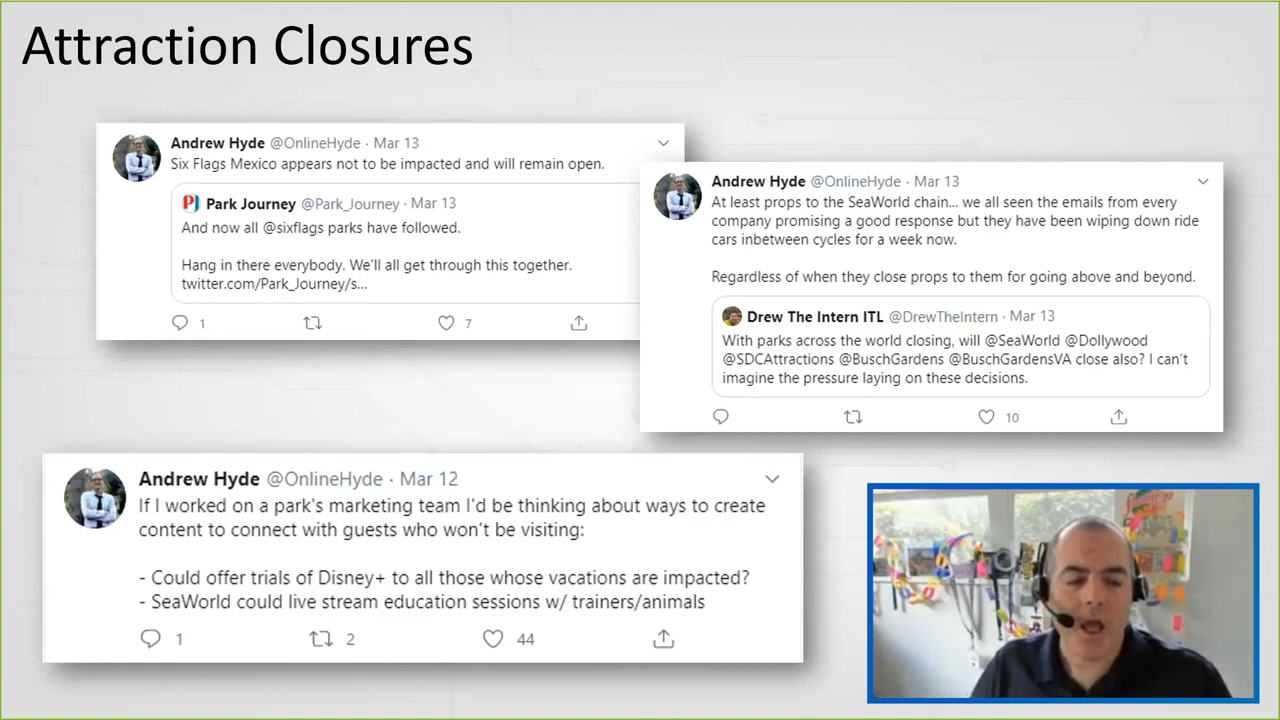 Attraction Closures
Andrew Hyde @OnlineHyde · Mar 13
Six Flags Mexico appears not to be impacted and will remain open.
Park Journey @Park_Journey · Mar 13
And now all @sixflags parks have followed.
Hang in there everybody. We'll all get through this together.
twitter.com/Park_Journey/s...
1
7
Andrew Hyde @OnlineHyde · Mar 13
At least props to the SeaWorld chain... we all seen the emails from every
company promising a good response but they have been wiping down ride
cars inbetween cycles for a week now.
Regardless of when they close props to them for going above and beyond.
Drew The Intern ITL @DrewTheIntern · Mar 13
With parks across the world closing, will @SeaWorld @Dollywood
@SDCAttractions @BuschGardens @BuschGardensVA close also? I can't
imagine the pressure laying on these decisions.
10
Andrew Hyde @OnlineHyde · Mar 12
If I worked on a park's marketing team I'd be thinking about ways to create
content to connect with guests who won't be visiting:
- Could offer trials of Disney+ to all those whose vacations are impacted?
- SeaWorld could live stream education sessions w/ trainers/animals
1
2
44